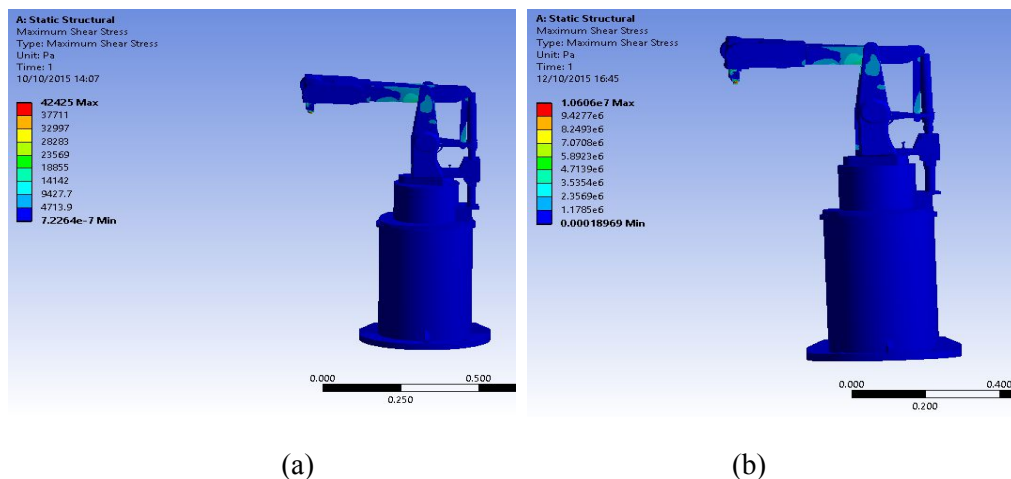 A: Static Structural
Maximum Shear Stress
Type: Maximum Shear Stress
Unit: Pa
Time: 1
10/10/2015 14:07
42425 Max
37711
32997
28283
23569
18855
14142
9427.7
4713.9
7.2264e-7 Min
0.000
0.500
0.250
(a)
A: Static Structural
Maximum Shear Stress
Type: Maximum Shear Stress
Unit: Pa
Time: 1
12/10/2015 16:45
1.0606e7 Max
9.4277e6
8.2493e6
7.0708e6
5.8923e6
4.7139e6
3.5354e6
2.3569e6
1.1785e6
0.00018969 Min
0.000
0.400
0.200
(b)